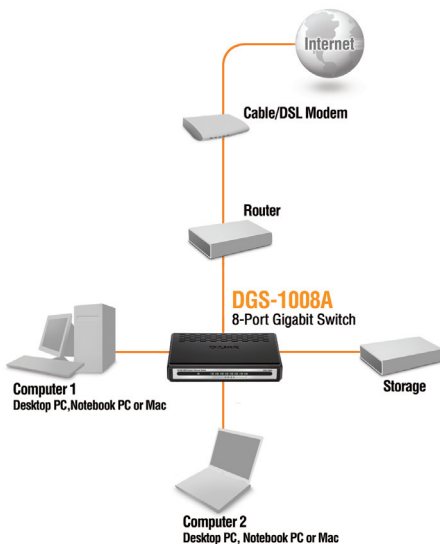 Internet
Cable/DSL Modem
Router
DGS-1008A
8-Port Gigabit Switch
D-Link
Computer 1
Desktop PC,Notebook PC or Mac
Storage
Computer 2
Desktop PC, Notebook PC or Mac